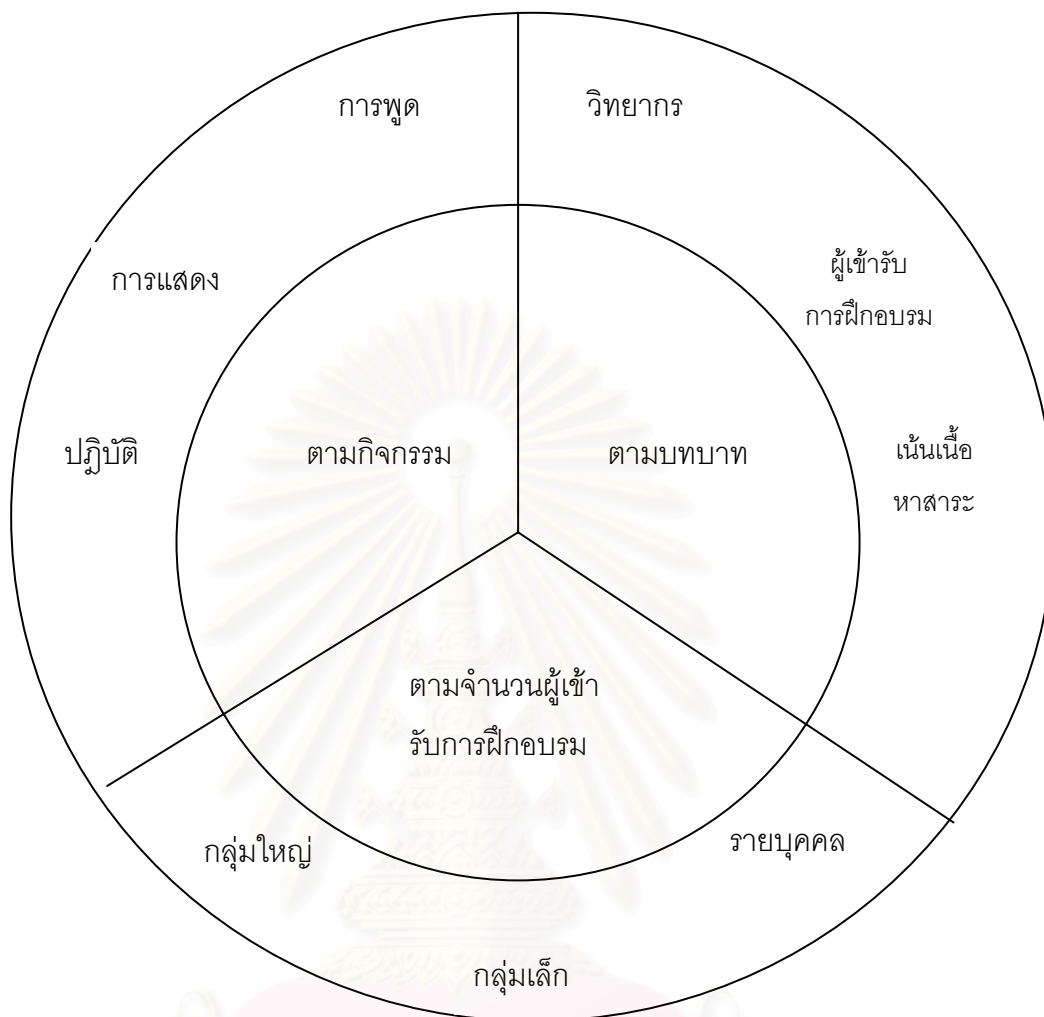 การพูด
วิทยากร
การแสดง
ผู้เข้ารับ
การฝึกอบรม
ปฎิบัติ
ตามกิจกรรม
ตามบทบาท
เน้นเนื้อ
หาสาระ
ตามจำนวนผู้เข้า
รับการฝึกอบรม
กลุ่มใหญ่
รายบุคคล
กลุ่มเล็ก